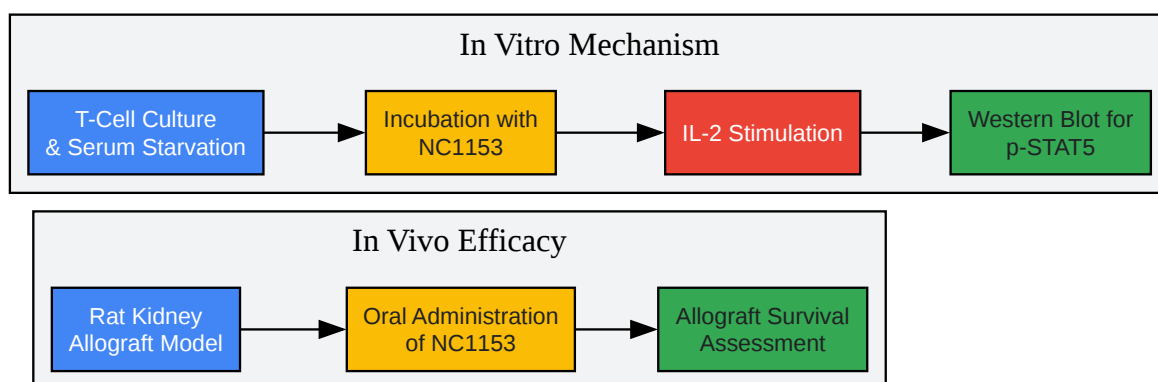 In Vitro Mechanism
T-Cell Culture
& Serum Starvation
Incubation with
NC1153
IL-2 Stimulation
Western Blot for
p-STAT5
In Vivo Efficacy
Rat Kidney
Allograft Model
Oral Administration
of NC1153
Allograft Survival
Assessment